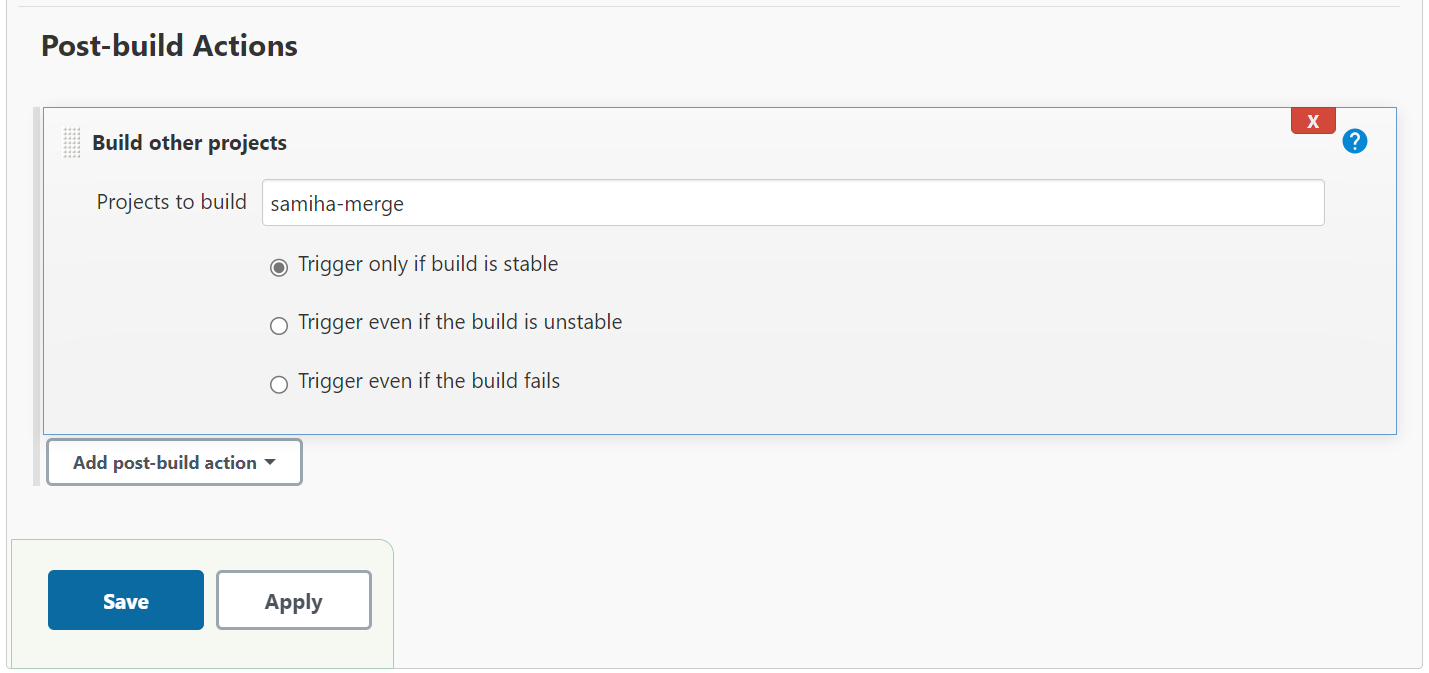 Post-build Actions
X
Build other projects
?
Projects to build
samiha-merge
Trigger only if build is stable
Trigger even if the build is unstable
Trigger even if the build fails
Add post-build action
Save
Apply